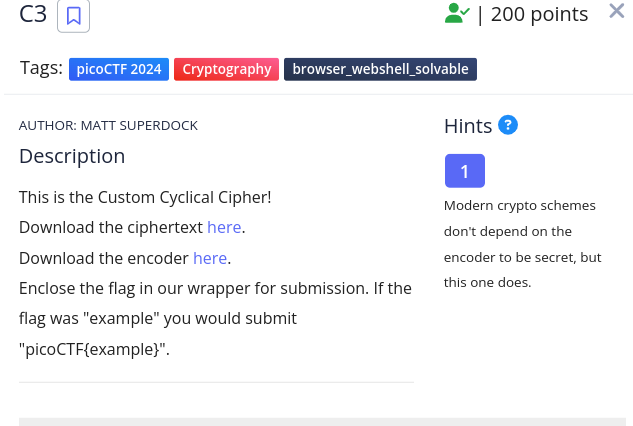 C3
| 200 points
Tags: picoCTF 2024 Cryptography browser_webshell_solvable
AUTHOR: MATT SUPERDOCK
Description
This is the Custom Cyclical Cipher!
Download the ciphertext here.
Download the encoder here.
Enclose the flag in our wrapper for submission. If the
flag was "example" you would submit
"picoCTF{example}".
Hints ?
1
Modern crypto schemes
don't depend on the
encoder to be secret, but
this one does.